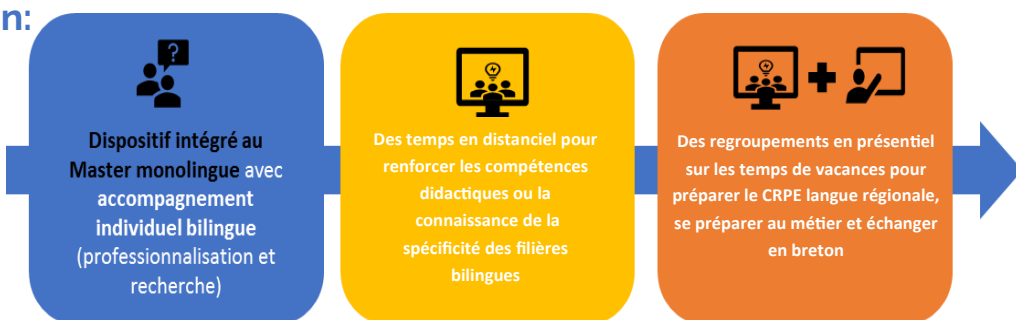 n:
?
Dispositif intégré au
Master monolingue avec
accompagnement
individuel bilingue
(professionnalisation et
recherche)
Des temps en distanciel pour
renforcer les compétences
didactiques ou la
connaissance de la
spécificité des filières
bilingues
Des regroupements en présentiel
sur les temps de vacances pour
préparer le CRPE langue régionale,
se préparer au métier et échanger
en breton